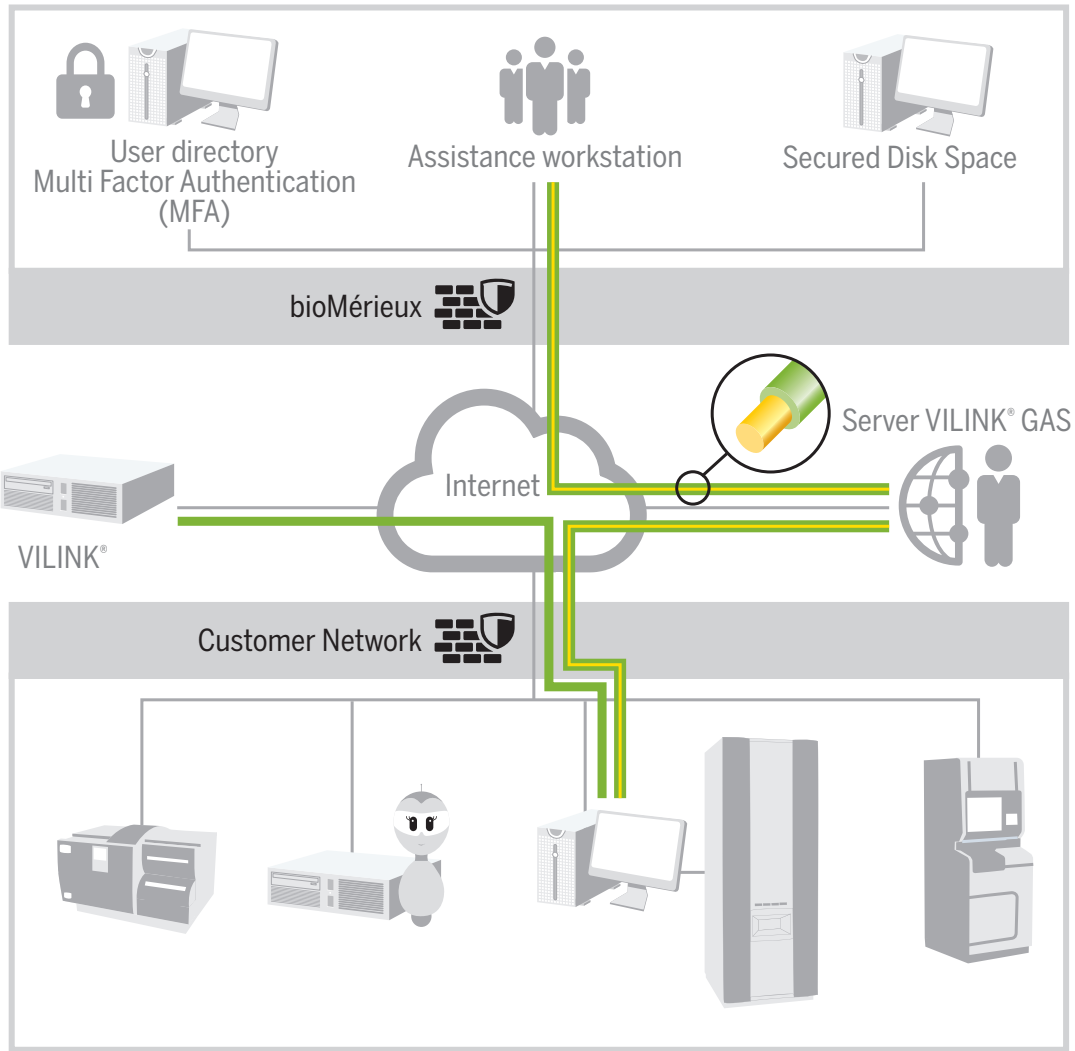 User directory
Multi Factor Authentication
(MFA)
Assistance workstation
Secured Disk Space
bioMérieux
Server VILINK® GAS
Internet
VILINK®
Customer Network